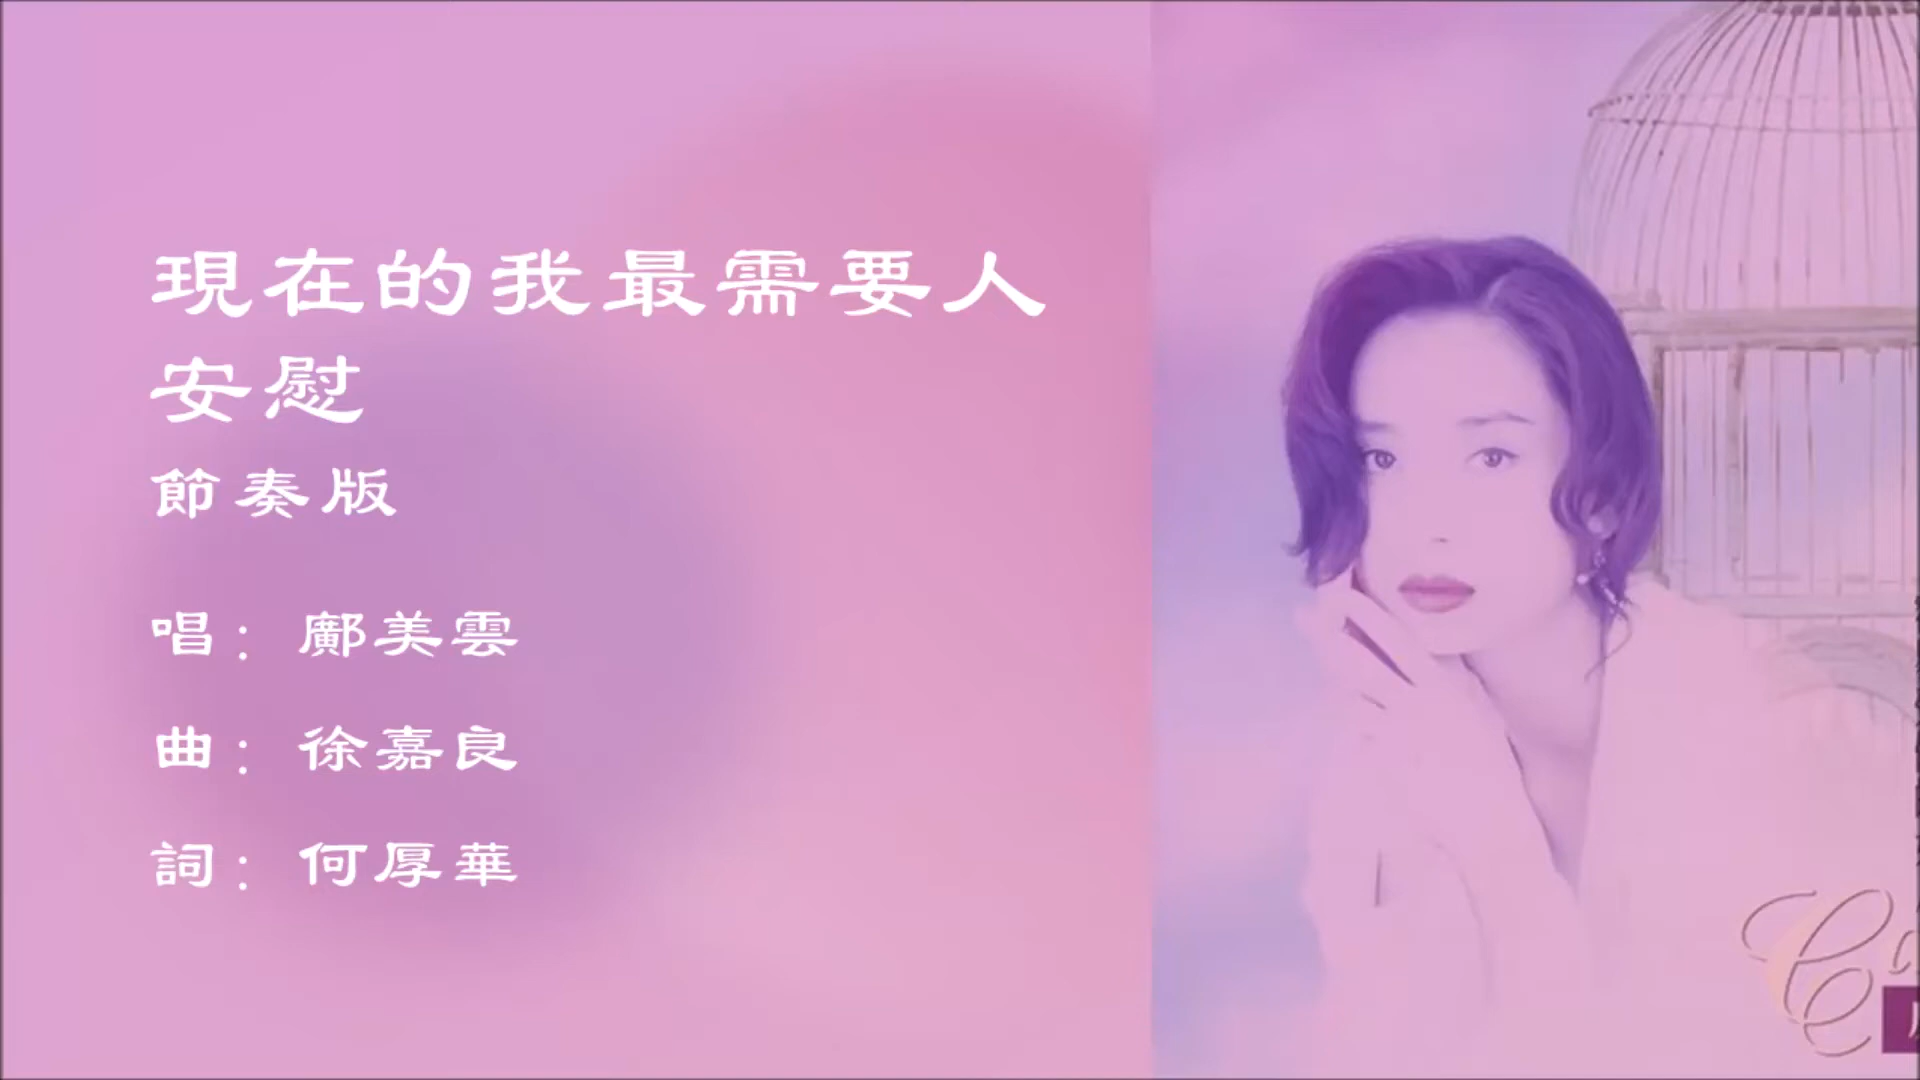 現在的我最需要人
安慰
節奏版
唱：鄺美雲
曲：徐嘉良
詞：何厚華